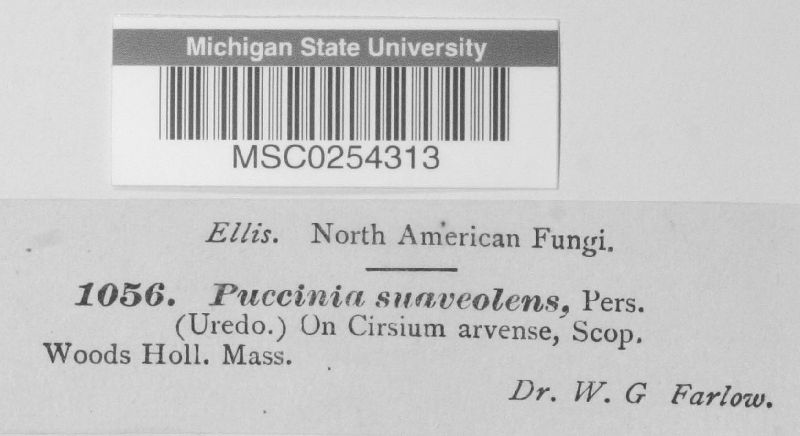 Michigan State University
MSC0254313
Ellis. North American Fungi.
1056. Puccinia suaveolens, Pers.
(Uredo.) On Cirsium arvense, Scop.
Woods Holl. Mass.
Dr. W. G Farlow.